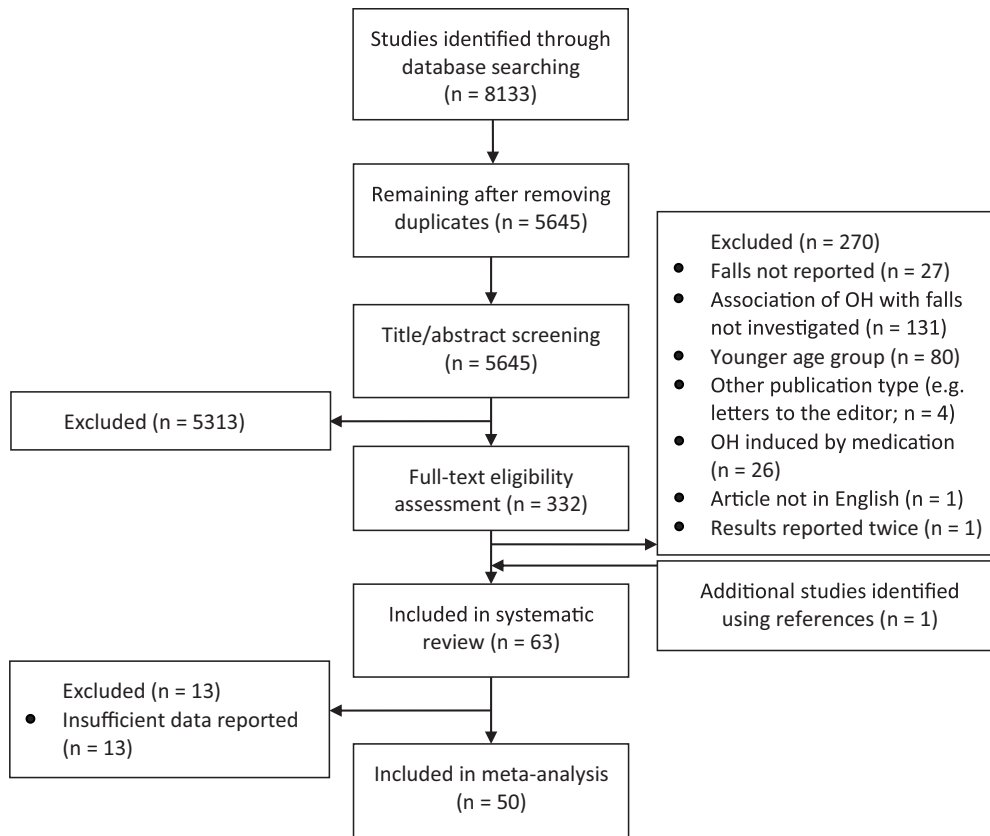 Studies identified through
database searching
(n = 8133)
Remaining after removing
duplicates (n = 5645)
Title/abstract screening
(n = 5645)
Excluded (n = 5313)
Full-text eligibility
assessment (n = 332)
Excluded (n = 270)
• Falls not reported (n = 27)
• Association of OH with falls
not investigated (n = 131)
• Younger age group (n = 80)
• Other publication type (e.g.
letters to the editor; n = 4)
• OH induced by medication
(n = 26)
• Article not in English (n = 1)
• Results reported twice (n = 1)
Additional studies identified
using references (n = 1)
Included in systematic
review (n = 63)
Excluded (n = 13)
• Insufficient data reported
(n = 13)
Included in meta-analysis
(n = 50)